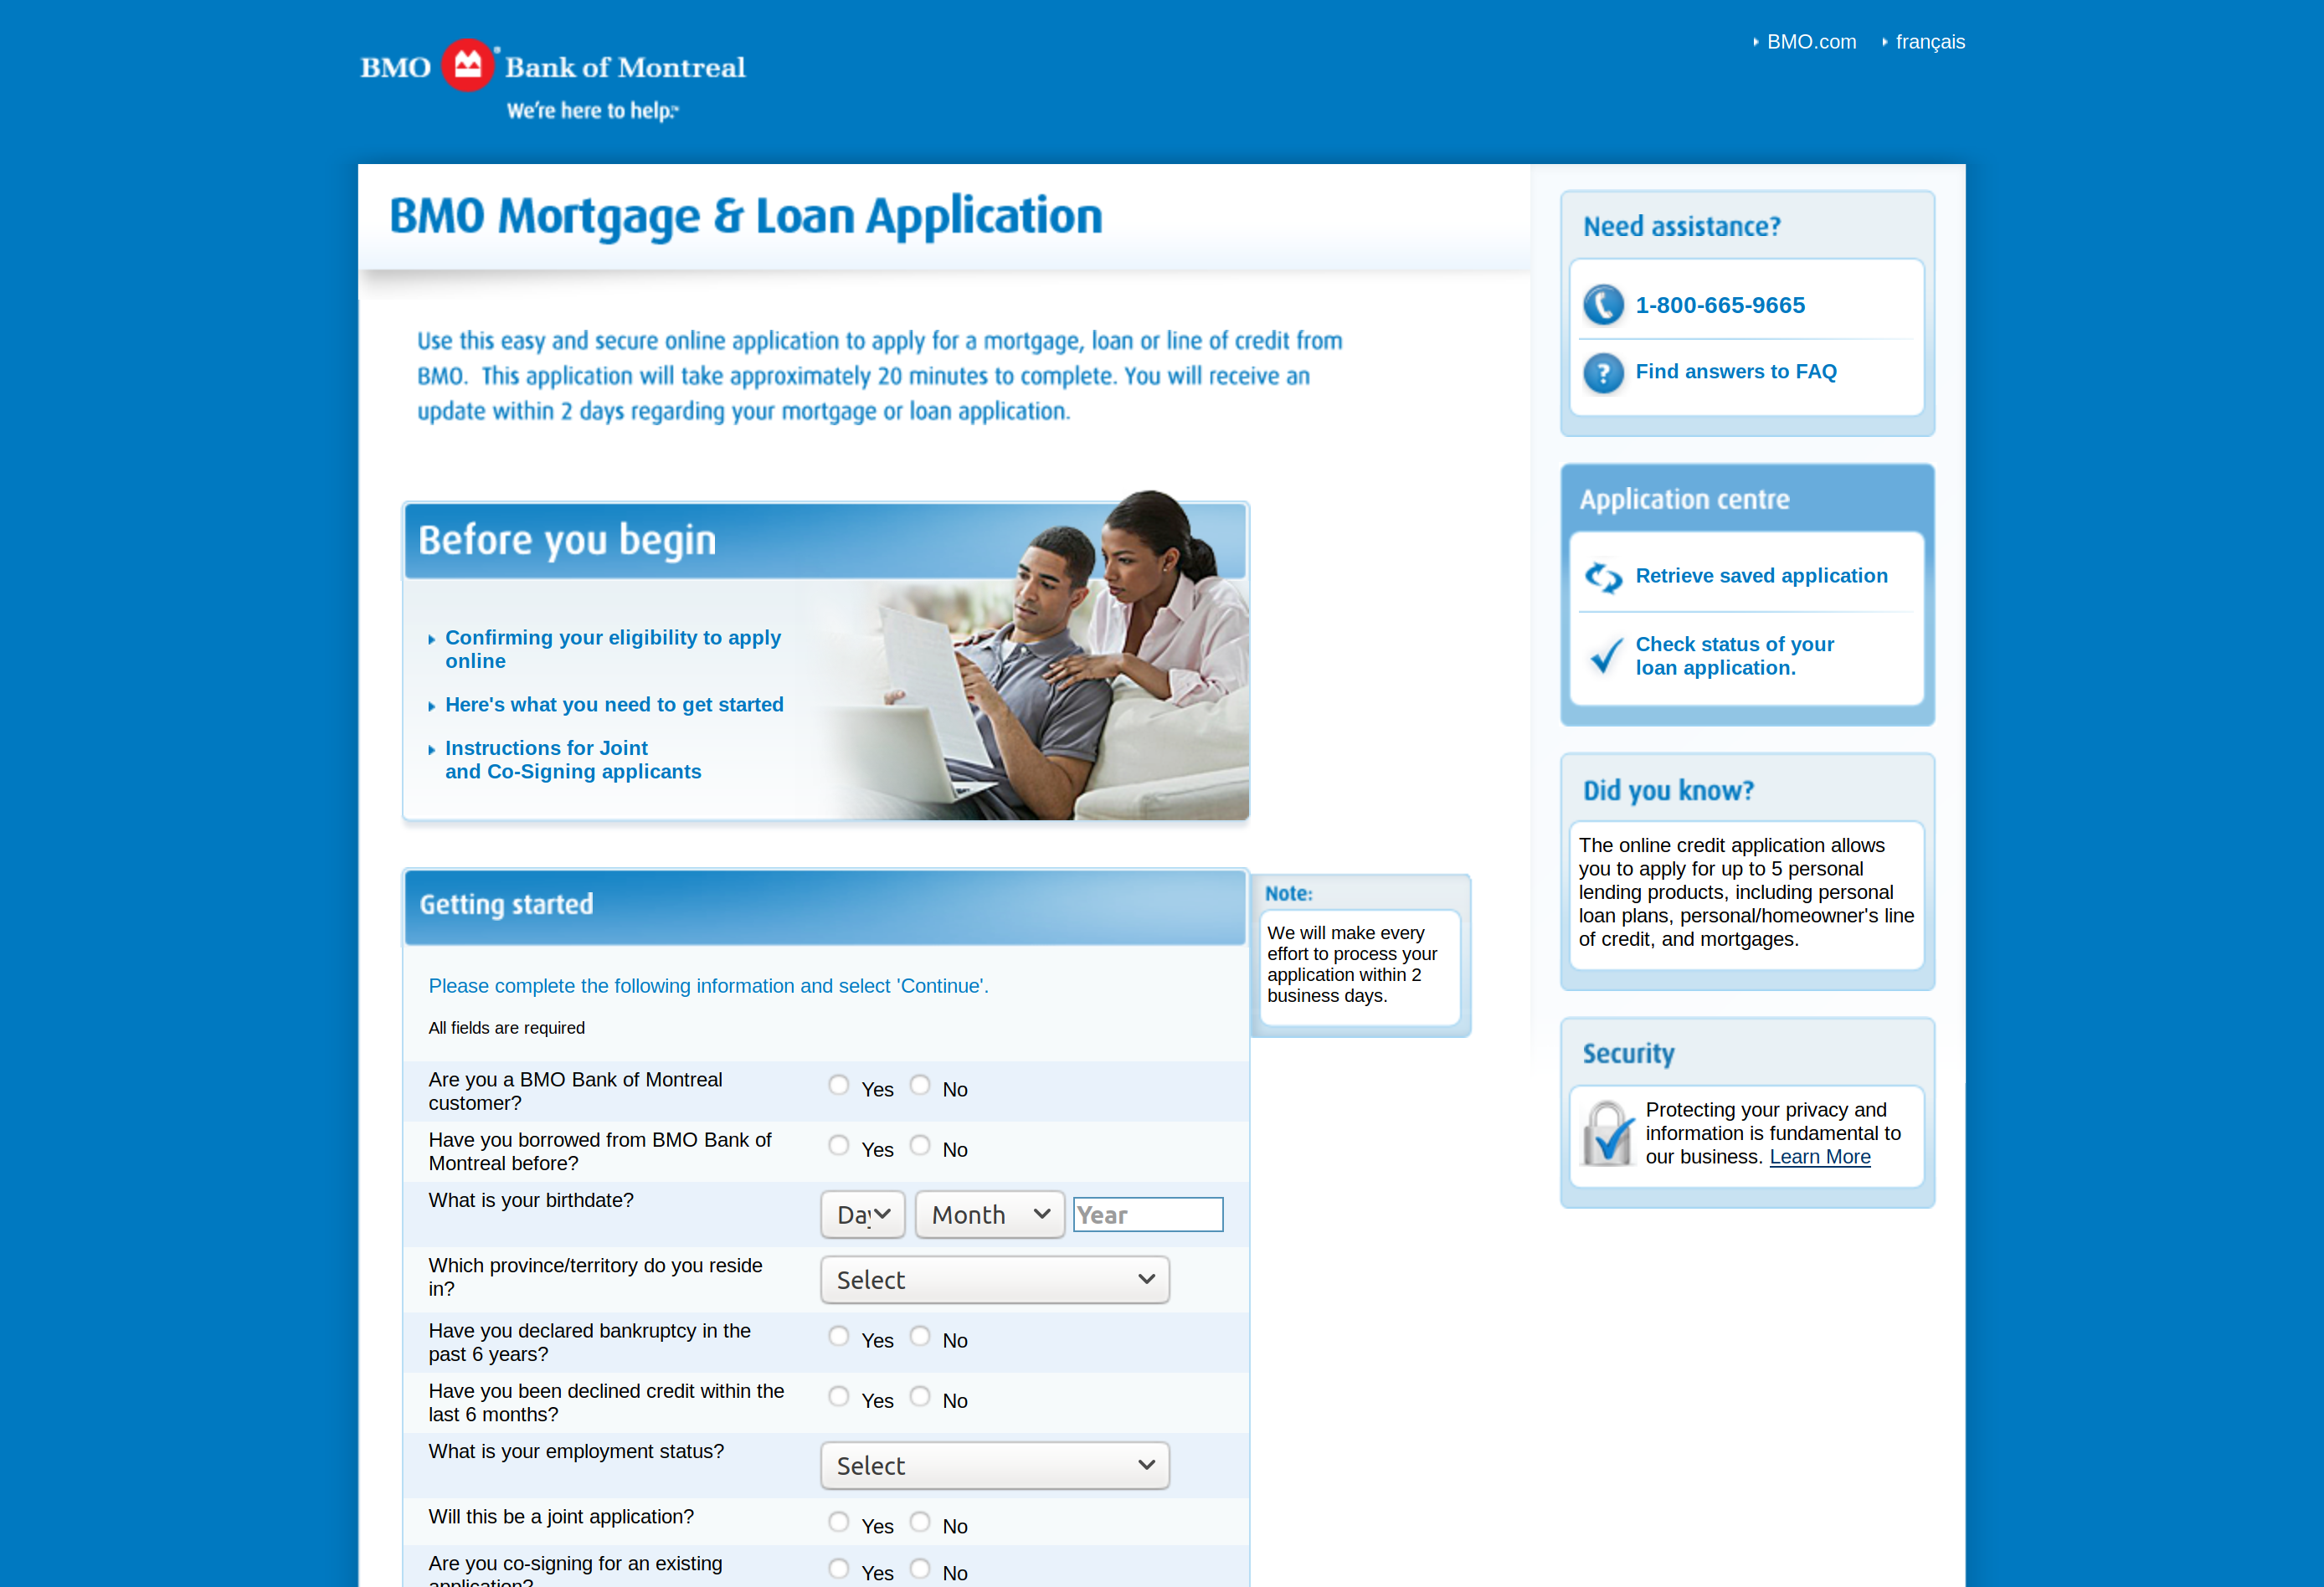 BMO Bank of Montreal
We're here to help.™
BMO.com
français
BMO Mortgage & Loan Application
Use this easy and secure online application to apply for a mortgage, loan or line of credit from
BMO. This application will take approximately 20 minutes to complete. You will receive an
update within 2 days regarding your mortgage or loan application.
Before you begin
Confirming your eligibility to apply
online
Here's what you need to get started
Instructions for Joint
and Co-Signing applicants
Getting started
Please complete the following information and select 'Continue'.
All fields are required
Are you a BMO Bank of Montreal
customer?
Yes No
Have you borrowed from BMO Bank of
Montreal before?
Yes No
What is your birthdate?
Day Month Year
Which province/territory do you reside
in?
Select
Have you declared bankruptcy in the
past 6 years?
Yes No
Have you been declined credit within the
last 6 months?
Yes No
What is your employment status?
Select
Will this be a joint application?
Yes No
Are you co-signing for an existing
application?
Yes No
Note:
We will make every
effort to process your
application within 2
business days.
Need assistance?
1-800-665-9665
Find answers to FAQ
Application centre
Retrieve saved application
Check status of your
loan application.
Did you know?
The online credit application allows
you to apply for up to 5 personal
lending products, including personal
loan plans, personal/homeowner's line
of credit, and mortgages.
Security
Protecting your privacy and
information is fundamental to
our business. Learn More